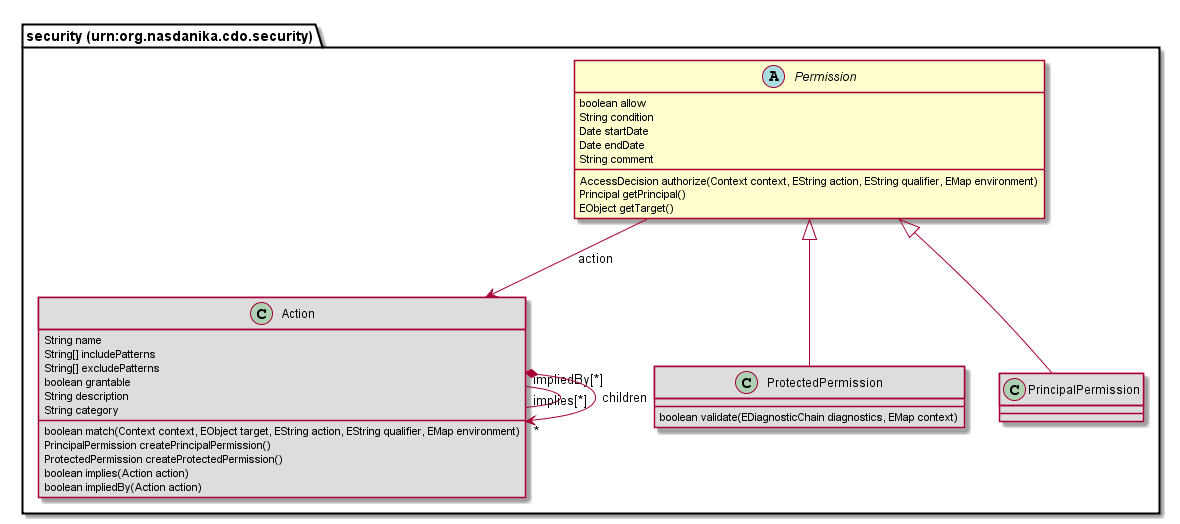 security (urn:org.nasdanika.cdo.security)
A Permission
boolean allow
String condition
Date startDate
Date endDate
String comment
AccessDecision authorize(Context context, EString action, EString qualifier, EMap environment)
Principal getPrincipal()
EObject getTarget()
action
C Action
String name
String[] includePatterns
String[] excludePatterns
boolean grantable
String description
String category
boolean match(Context context, EObject target, EString action, EString qualifier, EMap environment)
PrincipalPermission createPrincipalPermission()
ProtectedPermission createProtectedPermission()
boolean implies(Action action)
boolean impliedBy(Action action)
impliedBy[*]
implies[*]
children
*
C ProtectedPermission
boolean validate(EDiagnosticChain diagnostics, EMap context)
C PrincipalPermission